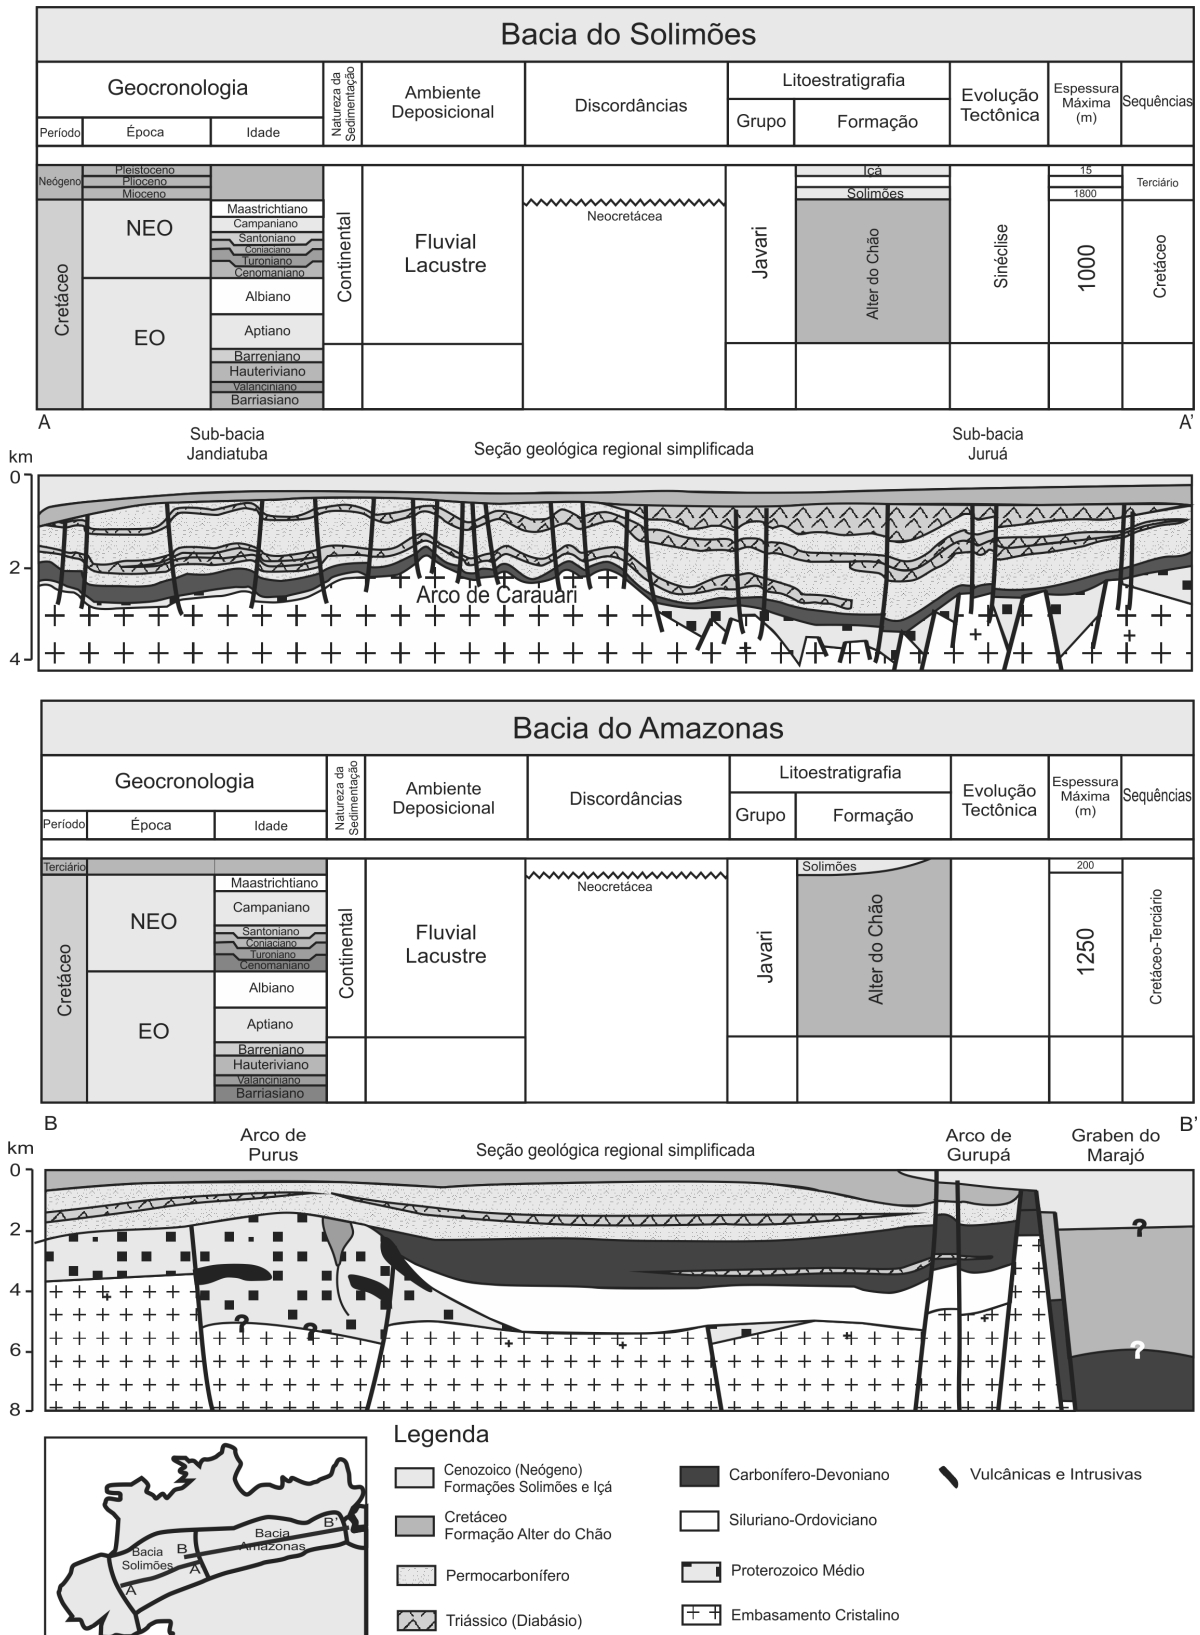 Bacia do Solimões
Geocronologia
Natureza da
Sedimentação
Ambiente
Deposicional
Discordâncias
Litoestratigrafia
Evolução
Tectônica
Espessura
Máxima
(m)
Sequências
Período
Época
Idade
Grupo
Formação
Neógeno
Pleistoceno
Plioceno
Mioceno
Içá
Solimões
15
1800
Terciário
Cretáceo
NEO
EO
Maastrichtiano
Campaniano
Santoniano
Coniaciano
Turoniano
Cenomaniano
Albiano
Aptiano
Barreniano
Hauteriviano
Valanciniano
Barriasiano
Continental
Fluvial
Lacustre
Neocretácea
Javari
Alter do Chão
Sinéclise
1000
Cretáceo
A
A'
Sub-bacia
Jandiatuba
Seção geológica regional simplificada
Sub-bacia
Juruá
km
0
2
4
Arco de Carauari
Bacia do Amazonas
Geocronologia
Natureza da
Sedimentação
Ambiente
Deposicional
Discordâncias
Litoestratigrafia
Evolução
Tectônica
Espessura
Máxima
(m)
Sequências
Período
Época
Idade
Grupo
Formação
Terciário
Solimões
200
Cretáceo
NEO
EO
Maastrichtiano
Campaniano
Santoniano
Coniaciano
Turoniano
Cenomaniano
Albiano
Aptiano
Barreniano
Hauteriviano
Valanciniano
Barriasiano
Continental
Fluvial
Lacustre
Neocretácea
Javari
Alter do Chão
1250
Cretáceo-Terciário
B
B'
Arco de
Purus
Seção geológica regional simplificada
Arco de
Gurupá
Graben do
Marajó
km
0
2
4
6
8
?
?
?
?
Legenda
Cenozoico (Neógeno)
Formações Solimões e Içá
Cretáceo
Formação Alter do Chão
Permocarbonífero
Triássico (Diabásio)
Carbonífero-Devoniano
Siluriano-Ordoviciano
Proterozoico Médio
Embasamento Cristalino
Vulcânicas e Intrusivas
Bacia
Solimões
Bacia
Amazonas
A
A'
B
B'